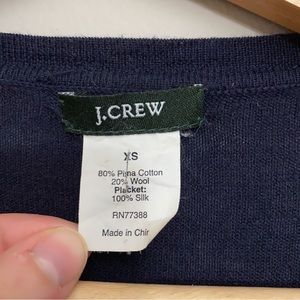 J.CREW
XS
80% Pima Cotton
20% Wool
Placket:
100% Silk
RN77388
Made in Chir